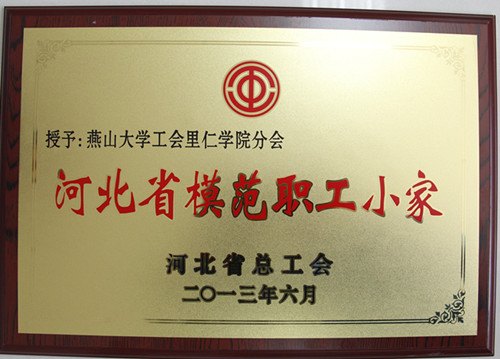 授予：燕山大学工会里仁学院分会
河北省模范职工小家
河北省总工会
二〇一三年六月